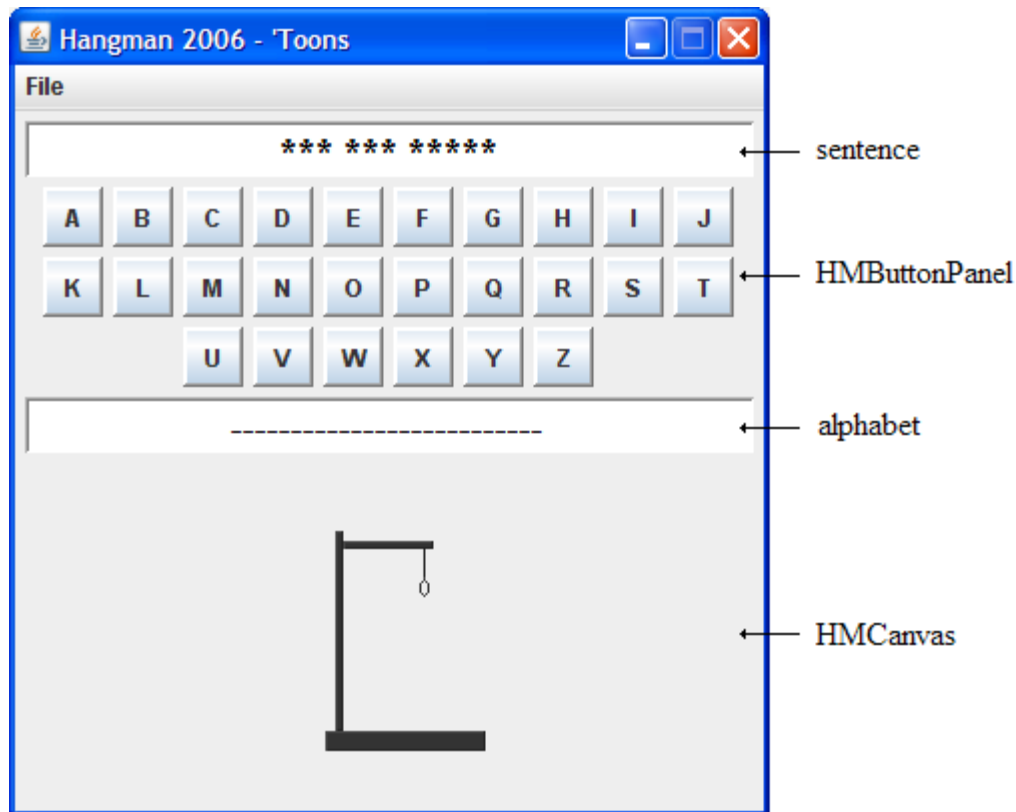 Hangman 2006 - 'Toons
File
*** *** *****
sentence
A B C D E F G H I J
K L M N O P Q R S T
HMButtonPanel
U V W X Y Z
--------------------------
alphabet
HMCanvas